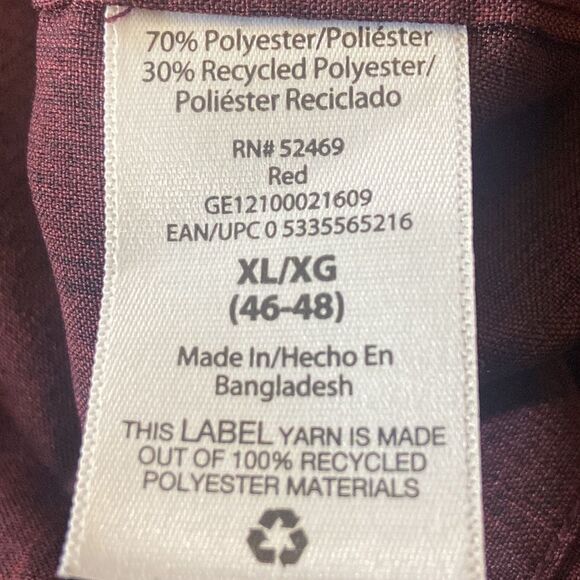 70% Polyester/Poliéster
30% Recycled Polyester/
Poliéster Reciclado
RN# 52469
Red
GE12100021609
EAN/UPC 0 5335565216
XL/XG
(46-48)
Made In/Hecho En
Bangladesh
THIS LABEL YARN IS MADE
OUT OF 100% RECYCLED
POLYESTER MATERIALS